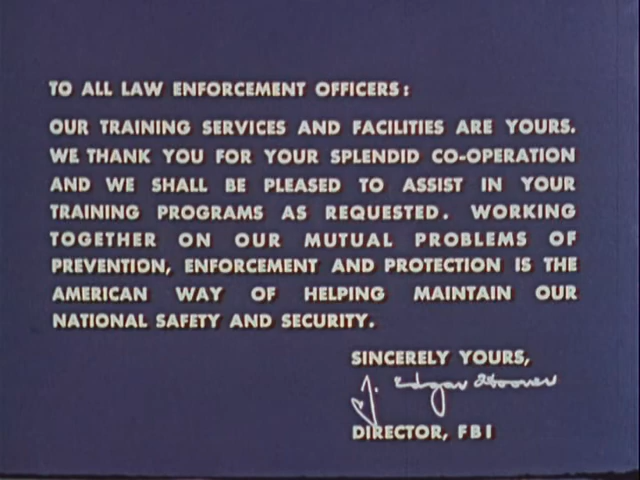 TO ALL LAW ENFORCEMENT OFFICERS:
OUR TRAINING SERVICES AND FACILITIES ARE YOURS.
WE THANK YOU FOR YOUR SPLENDID CO-OPERATION
AND WE SHALL BE PLEASED TO ASSIST IN YOUR
TRAINING PROGRAMS AS REQUESTED. WORKING
TOGETHER ON OUR MUTUAL PROBLEMS OF
PREVENTION, ENFORCEMENT AND PROTECTION IS THE
AMERICAN WAY OF HELPING MAINTAIN OUR
NATIONAL SAFETY AND SECURITY.
SINCERELY YOURS,
J. Edgar Hoover
DIRECTOR, FBI